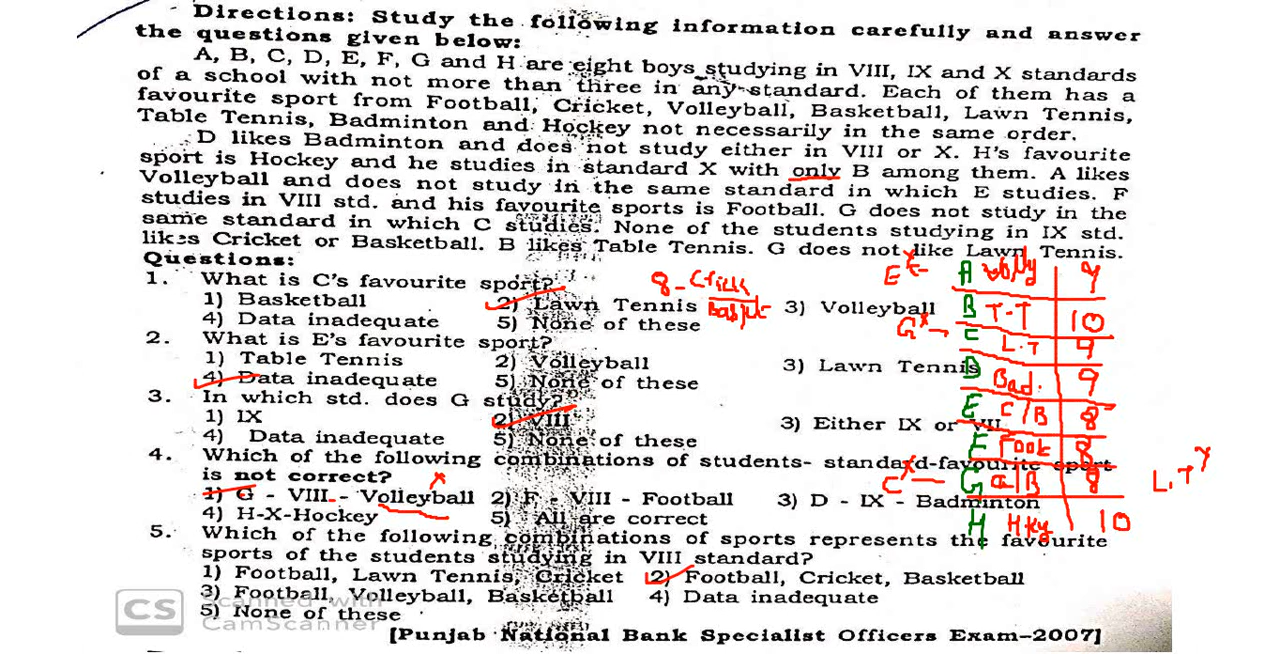 Directions: Study the following information carefully and answer
the questions given below:
A, B, C, D, E, F, G and H are eight boys studying in VIII, IX and X standards
of a school with not more than three in any standard. Each of them has a
favourite sport from Football, Cricket, Volleyball, Basketball, Lawn Tennis,
Table Tennis, Badminton and Hockey not necessarily in the same order.
D likes Badminton and does not study either in VIII or X. H's favourite
sport is Hockey and he studies in standard X with only B among them. A likes
Volleyball and does not study in the same standard in which E studies. F
studies in VIII std. and his favourite sports is Football. G does not study in the
same standard in which C studies. None of the students studying in IX std.
likes Cricket or Basketball. B likes Table Tennis. G does not like Lawn Tennis.
Questions:
1. What is C's favourite sport?
1) Basketball 2) Lawn Tennis 3) Volleyball
4) Data inadequate 5) None of these
2. What is E's favourite sport?
1) Table Tennis 2) Volleyball 3) Lawn Tennis
4) Data inadequate 5) None of these
3. In which std. does G study?
1) IX 2) VIII 3) Either IX or VII
4) Data inadequate 5) None of these
4. Which of the following combinations of students- standard-favourite sport
is not correct?
1) G - VIII - Volleyball 2) F - VIII - Football 3) D - IX - Badminton
4) H-X-Hockey 5) All are correct
5. Which of the following combinations of sports represents the favourite
sports of the students studying in VIII standard?
1) Football, Lawn Tennis, Cricket 2) Football, Cricket, Basketball
3) Football, Volleyball, Basketball 4) Data inadequate
5) None of these
[Punjab National Bank Specialist Officers Exam-2007]
CS Scanned with
CamScanner
A 9
B T-T 10
C L.T 9
D Bad. 9
E C/B 8
F Foot 8
G C/B 8
H Hky 10
L.T x